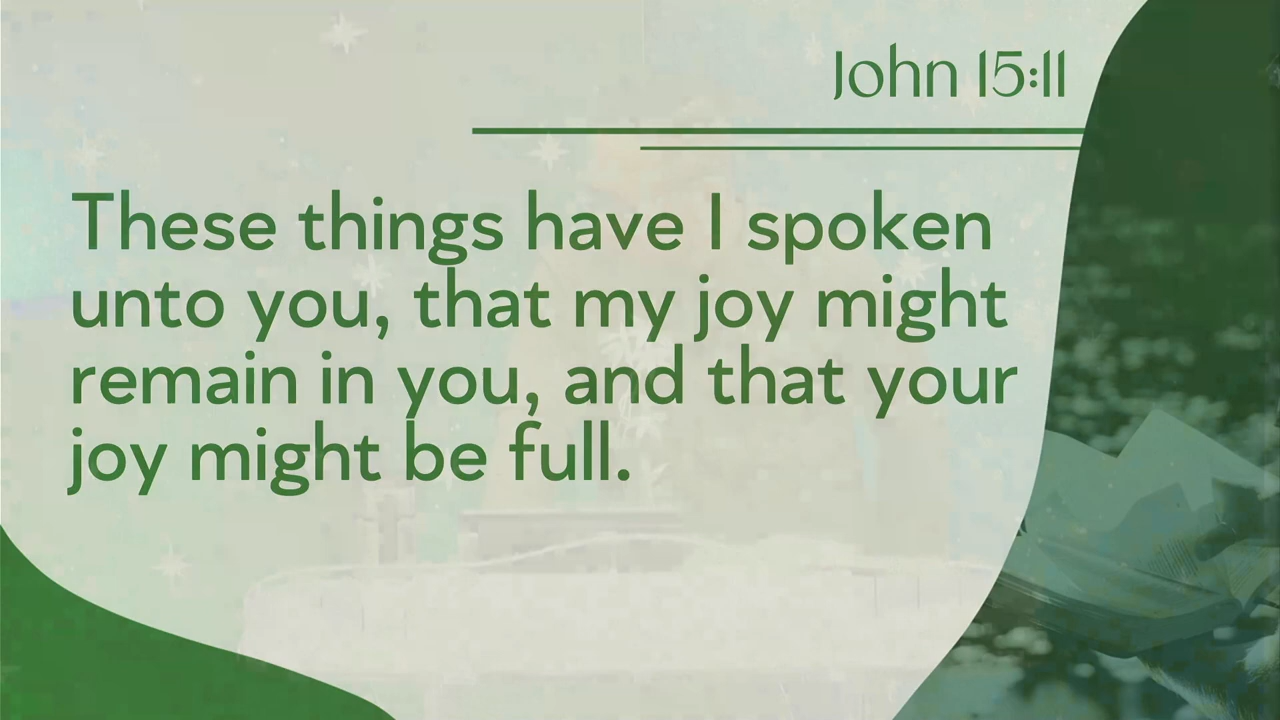 John 15:11
These things have I spoken
unto you, that my joy might
remain in you, and that your
joy might be full.